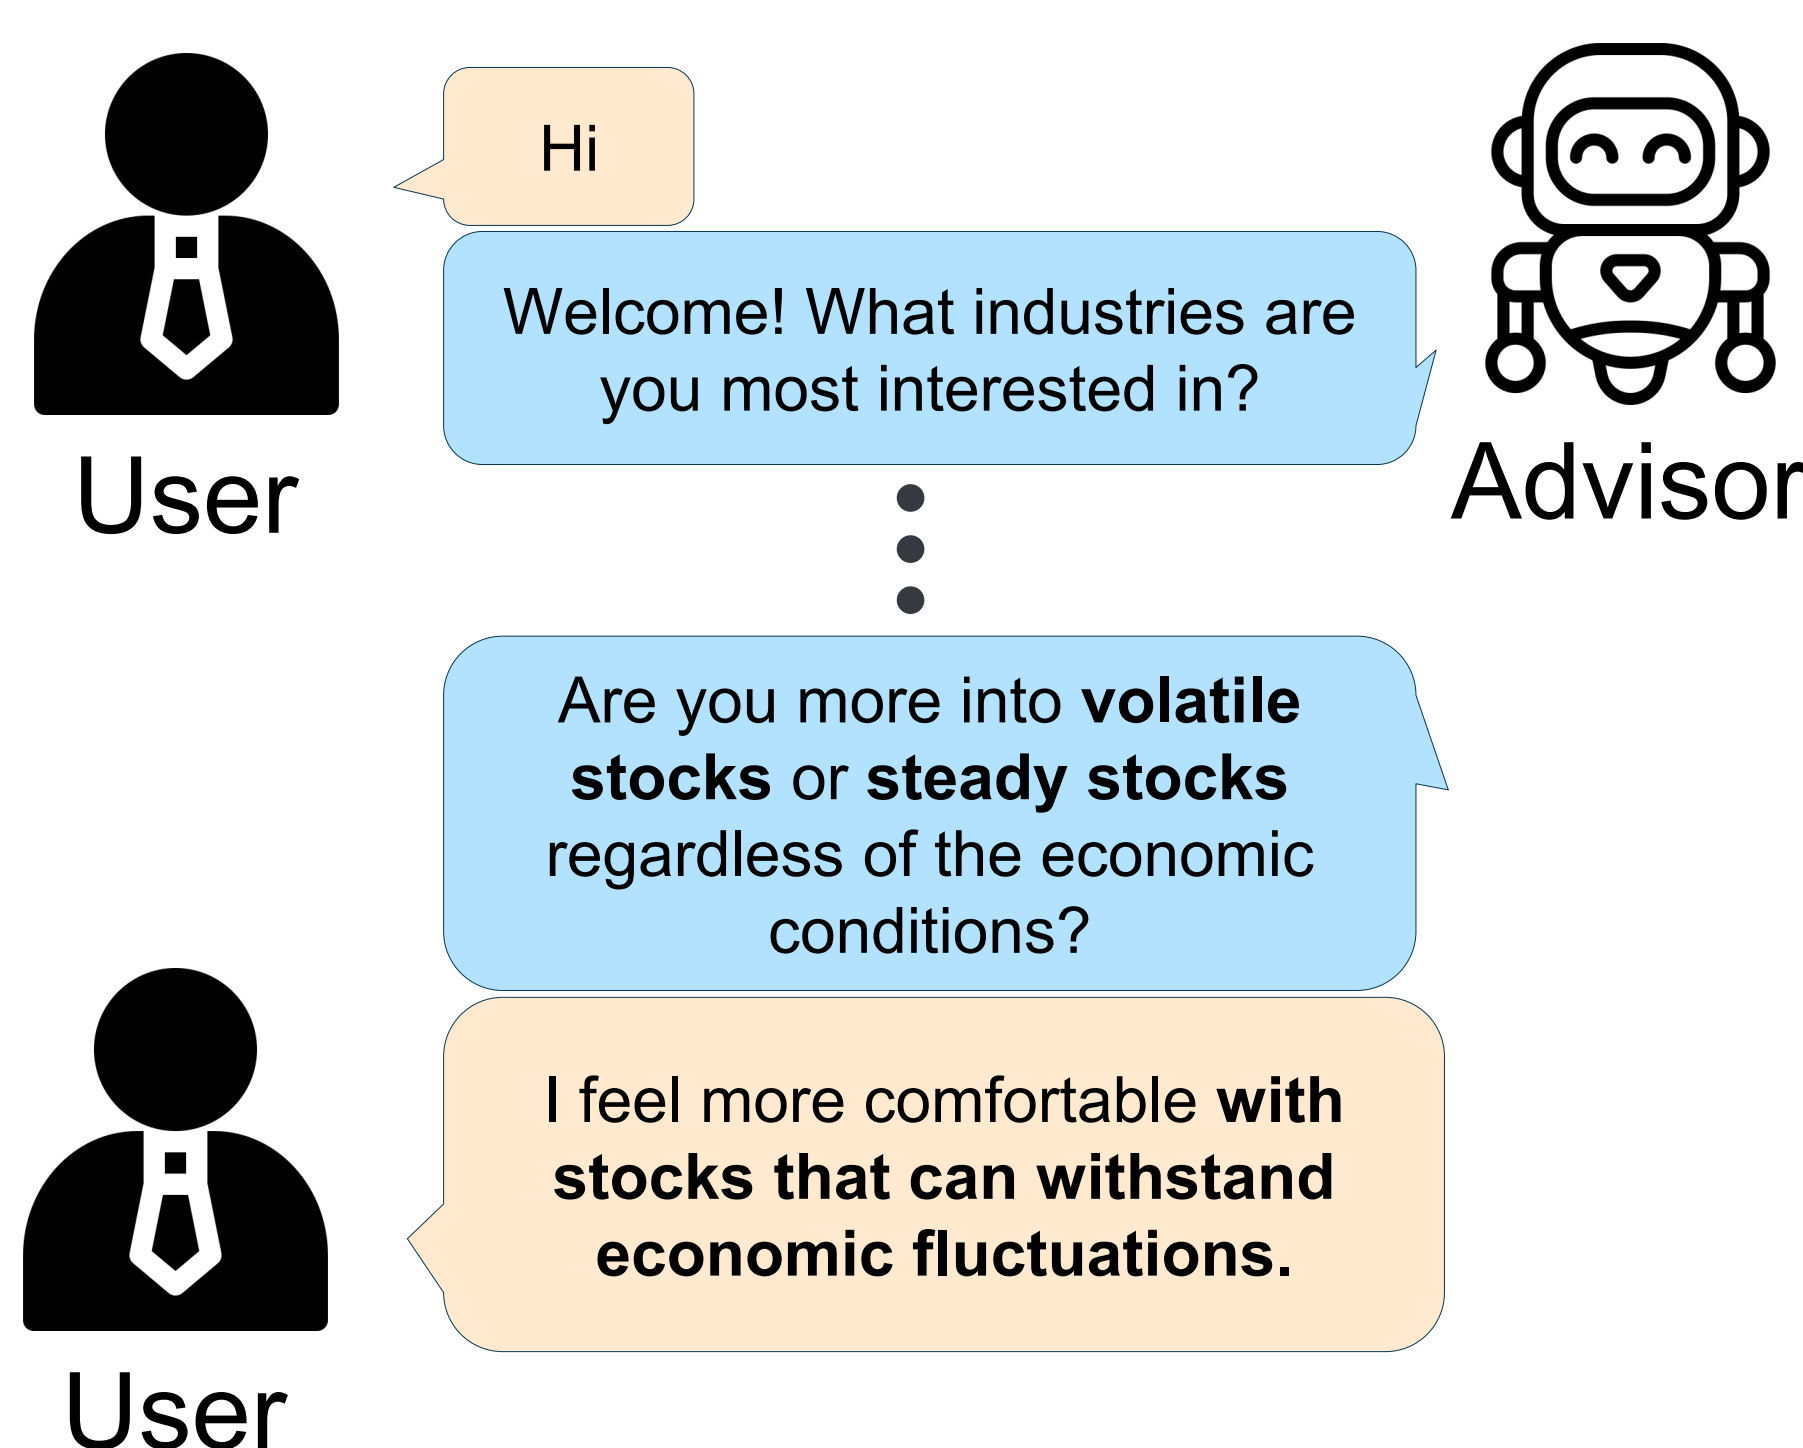 Hi
Welcome! What industries are
you most interested in?
User
Advisor
Are you more into volatile
stocks or steady stocks
regardless of the economic
conditions?
I feel more comfortable with
stocks that can withstand
economic fluctuations.
User